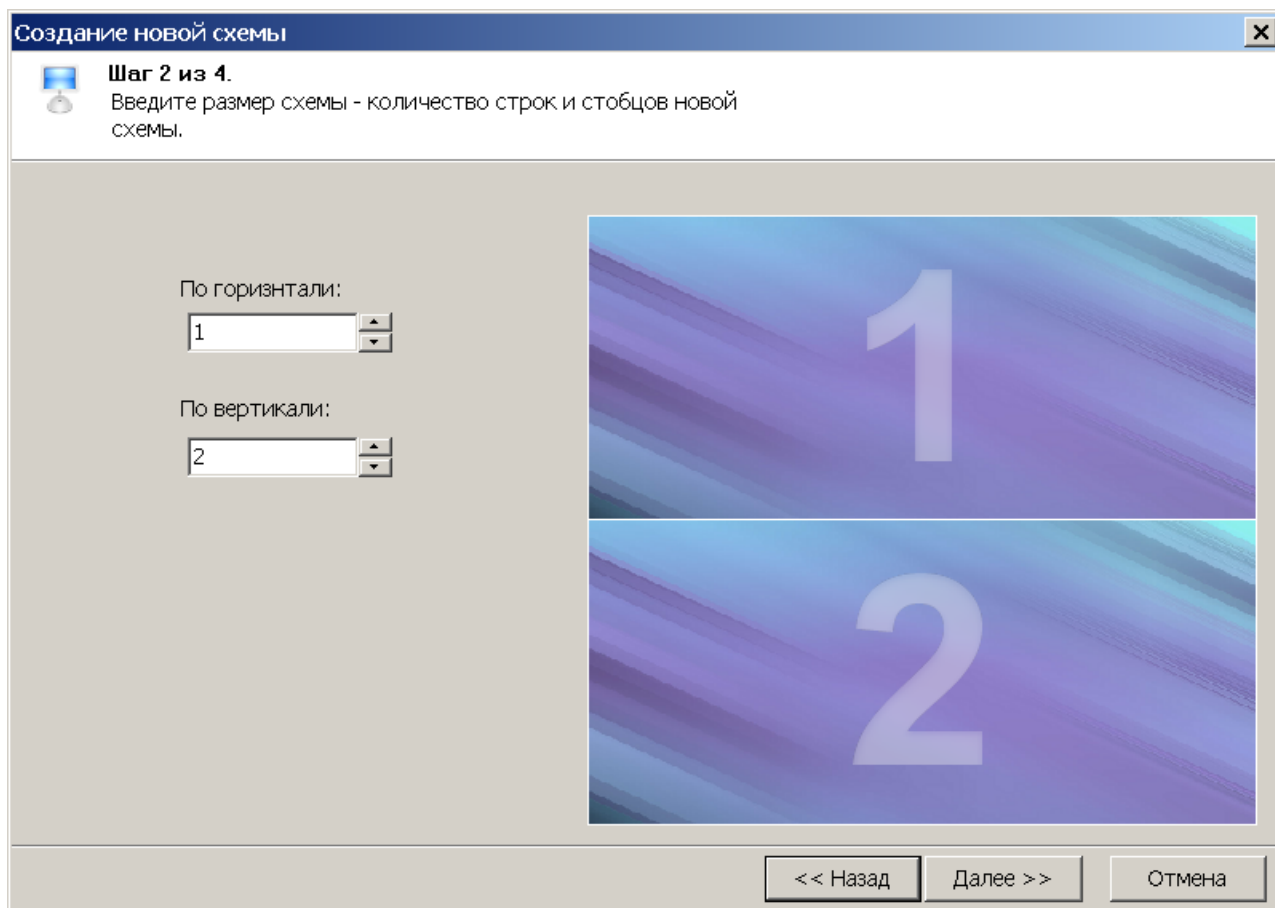 Создание новой схемы
Шаг 2 из 4.
Введите размер схемы - количество строк и стобцов новой
схемы.
По горизнтали:
1
По вертикали:
2
1
2
<< Назад
Далее >>
Отмена